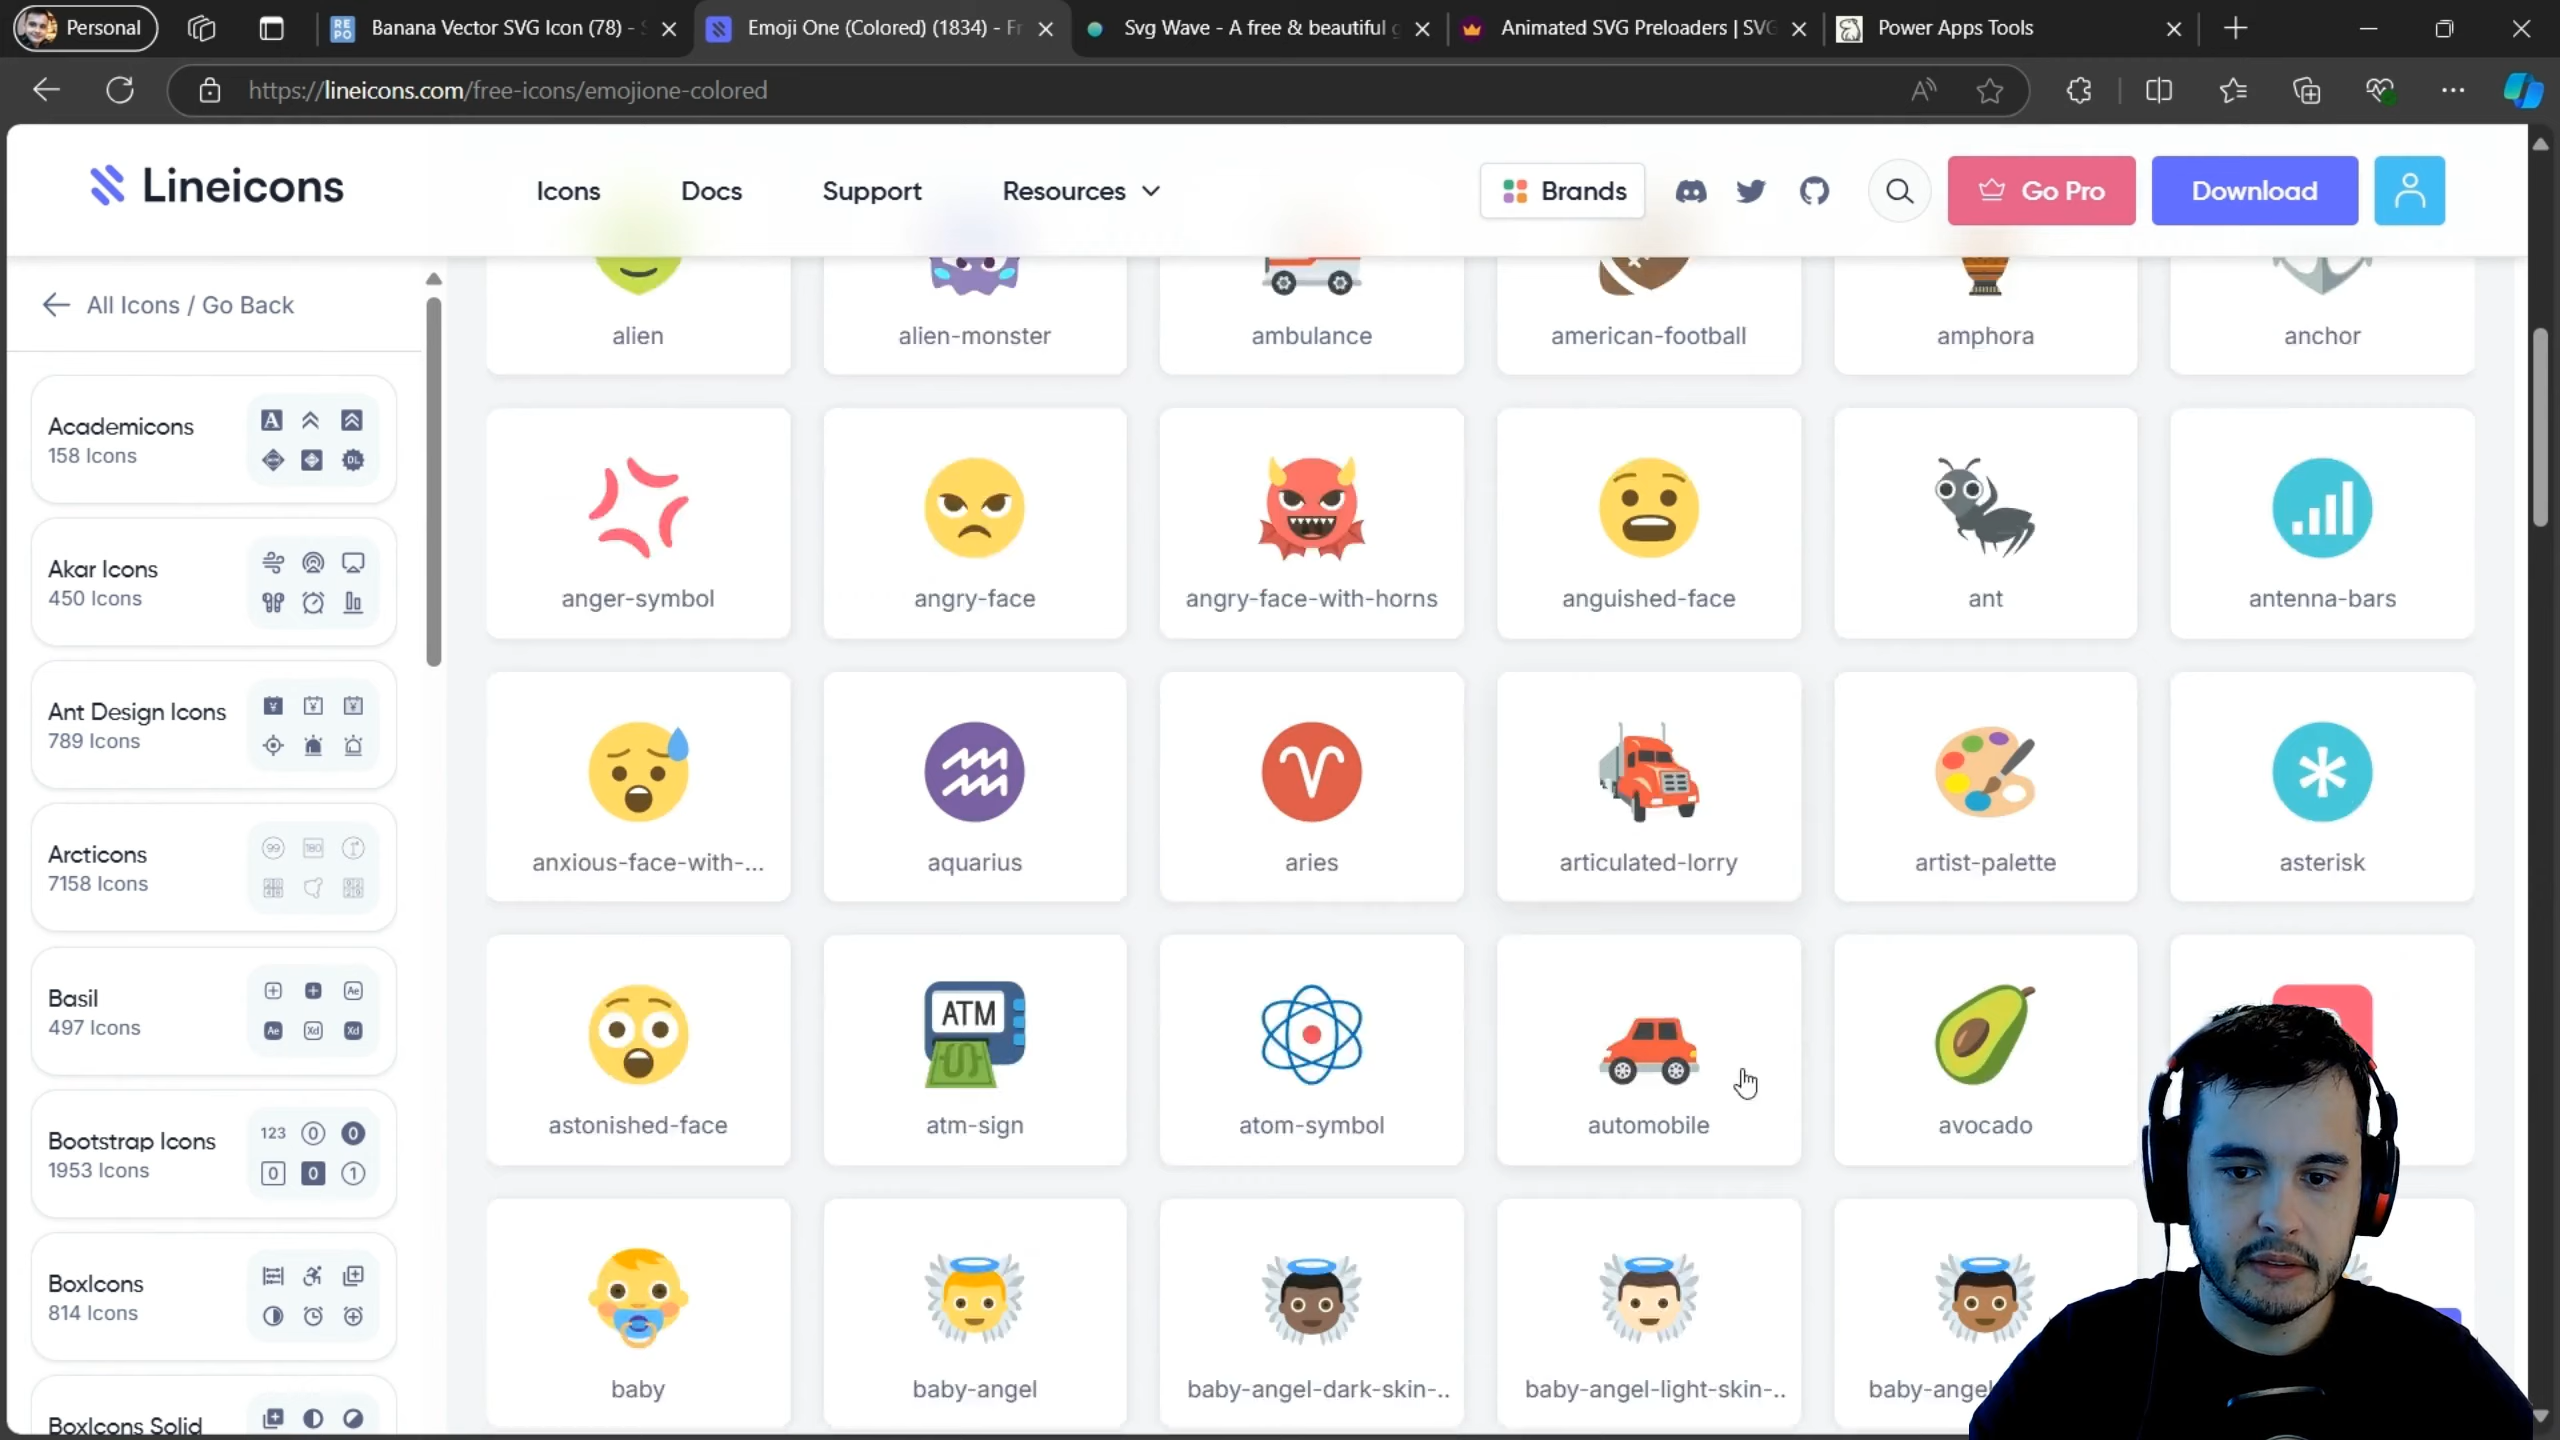 Personal
Banana Vector SVG Icon (78) - S
Emoji One (Colored) (1834) - Fr
Svg Wave - A free & beautiful g
Animated SVG Preloaders | SVG
Power Apps Tools
https://lineicons.com/free-icons/emojione-colored
Lineicons
Icons
Docs
Support
Resources
Brands
Go Pro
Download
All Icons / Go Back
alien
alien-monster
ambulance
american-football
amphora
anchor
Academicons
158 Icons
anger-symbol
angry-face
angry-face-with-horns
anguished-face
ant
antenna-bars
Akar Icons
450 Icons
Ant Design Icons
789 Icons
anxious-face-with-...
aquarius
aries
articulated-lorry
artist-palette
asterisk
Arcticons
7158 Icons
Basil
497 Icons
ATM
astonished-face
atm-sign
atom-symbol
automobile
avocado
Bootstrap Icons
1953 Icons
123
BoxIcons
814 Icons
baby
baby-angel
baby-angel-dark-skin-..
baby-angel-light-skin-..
baby-ange
BoxIcons Solid